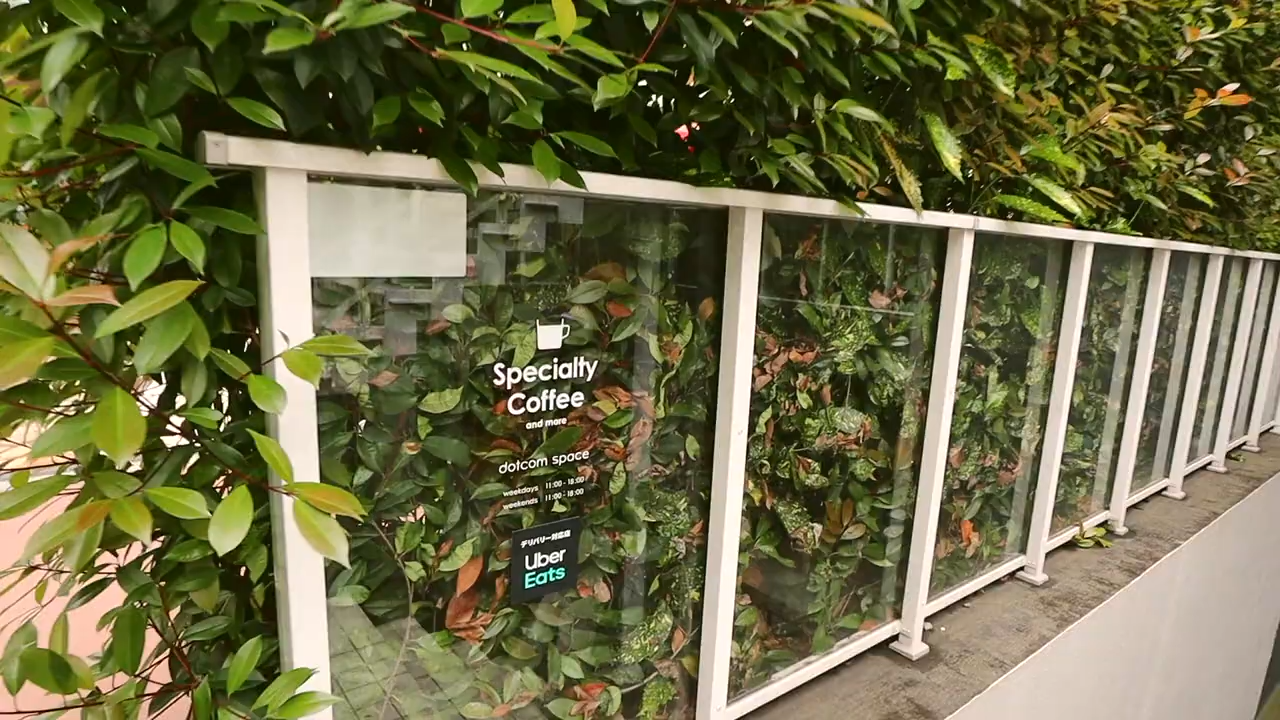 Specialty
Coffee
and more
dotcom space
weekdays 11:00 - 18:00
weekends 11:00 - 18:00
デリバリー対応店
Uber
Eats